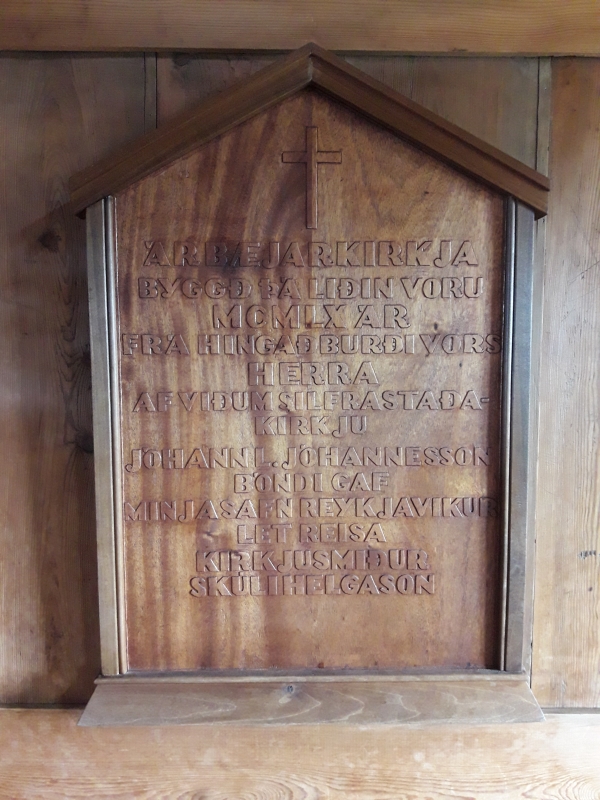 ÁRBÆJARKIRKJA
BYGGÐ ÞÁ LIÐIN VORU
MCMLX ÁR
FRÁ HINGAÐBURÐI VORS
HERRA
AF VIÐUM SILFRASTAÐA-
KIRKJU
JÓHANN L. JÓHANNESSON
BÓNDI GAF
MINJASAFN REYKJAVÍKUR
LÉT REISA
KIRKJUSMIÐUR
SKÚLI HELGASON